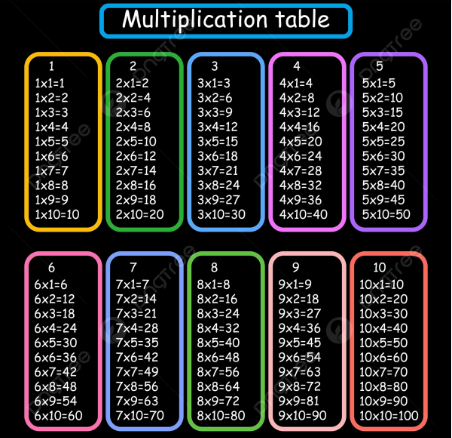 Multiplication table
1
1x1=1
1x2=2
1x3=3
1x4=4
1x5=5
1x6=6
1x7=7
1x8=8
1x9=9
1x10=10
2
2x1=2
2x2=4
2x3=6
2x4=8
2x5=10
2x6=12
2x7=14
2x8=16
2x9=18
2x10=20
3
3x1=3
3x2=6
3x3=9
3x4=12
3x5=15
3x6=18
3x7=21
3x8=24
3x9=27
3x10=30
4
4x1=4
4x2=8
4x3=12
4x4=16
4x5=20
4x6=24
4x7=28
4x8=32
4x9=36
4x10=40
5
5x1=5
5x2=10
5x3=15
5x4=20
5x5=25
5x6=30
5x7=35
5x8=40
5x9=45
5x10=50
6
6x1=6
6x2=12
6x3=18
6x4=24
6x5=30
6x6=36
6x7=42
6x8=48
6x9=54
6x10=60
7
7x1=7
7x2=14
7x3=21
7x4=28
7x5=35
7x6=42
7x7=49
7x8=56
7x9=63
7x10=70
8
8x1=8
8x2=16
8x3=24
8x4=32
8x5=40
8x6=48
8x7=56
8x8=64
8x9=72
8x10=80
9
9x1=9
9x2=18
9x3=27
9x4=36
9x5=45
9x6=54
9x7=63
9x8=72
9x9=81
9x10=90
10
10x1=10
10x2=20
10x3=30
10x4=40
10x5=50
10x6=60
10x7=70
10x8=80
10x9=90
10x10=100